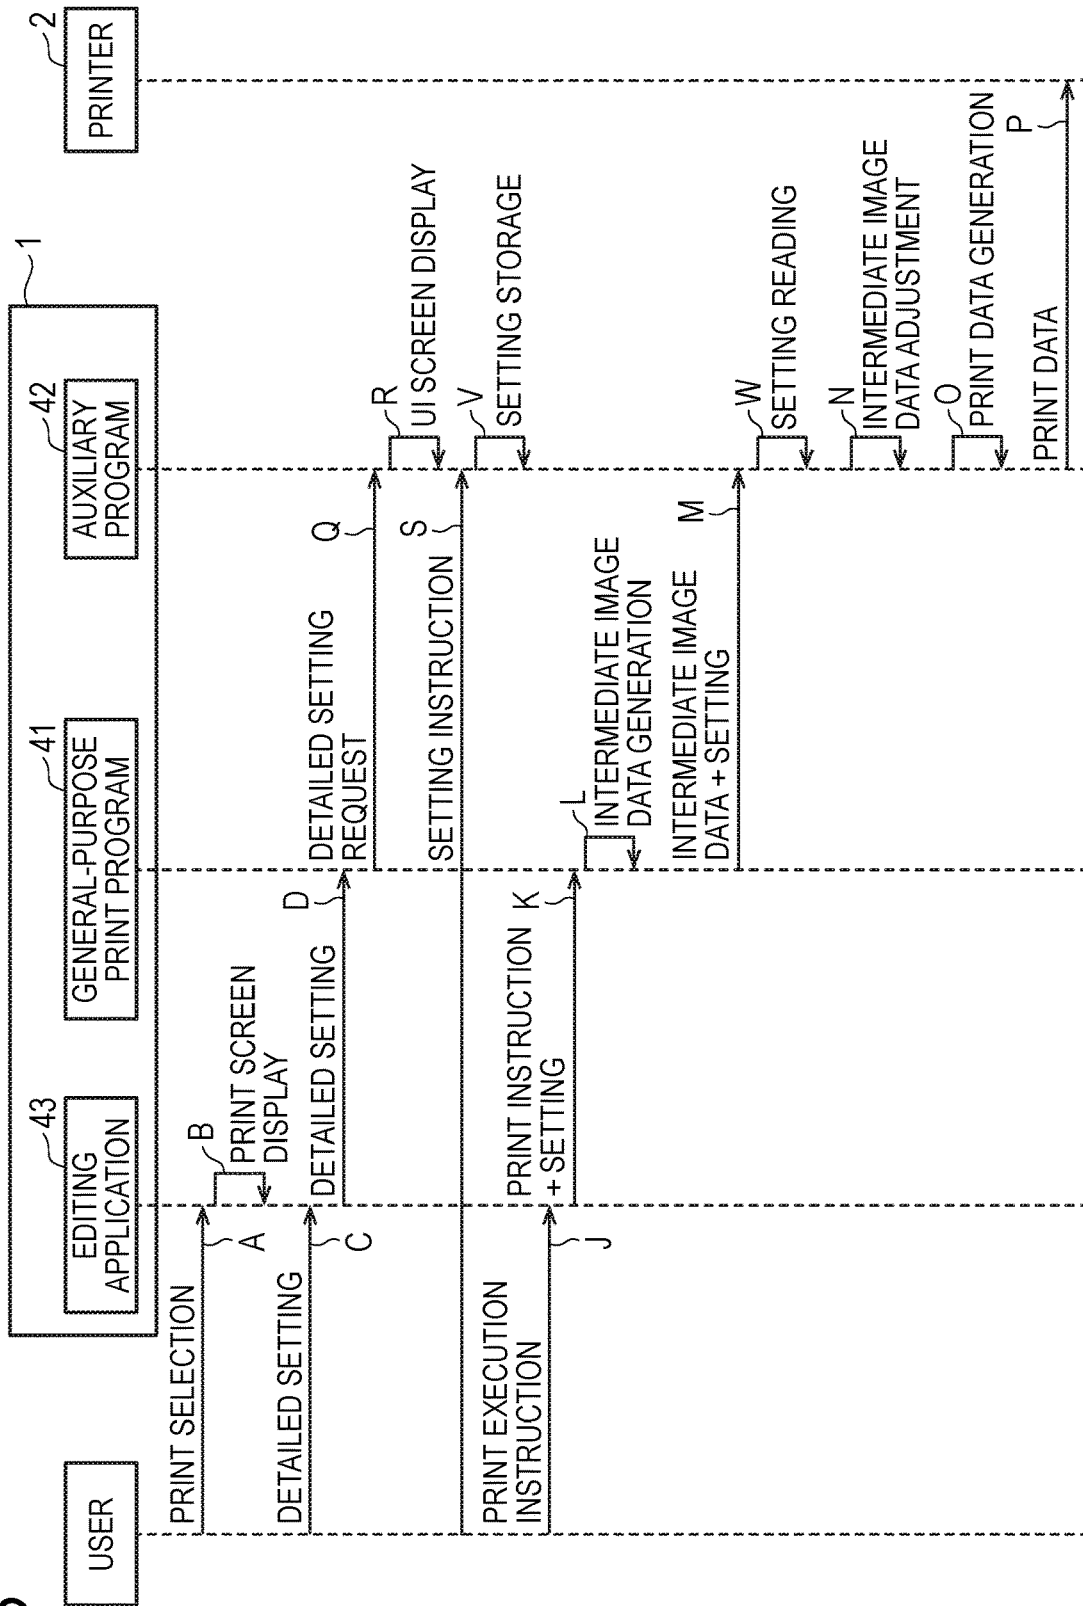 USER
1
EDITING
APPLICATION
43
GENERAL-PURPOSE
PRINT PROGRAM
41
AUXILIARY
PROGRAM
42
PRINTER
2
PRINT SELECTION
A
B
PRINT SCREEN
DISPLAY
DETAILED SETTING
C
DETAILED SETTING
D
DETAILED SETTING
REQUEST
Q
R
UI SCREEN DISPLAY
SETTING INSTRUCTION
S
V
SETTING STORAGE
PRINT EXECUTION
INSTRUCTION
J
PRINT INSTRUCTION
+ SETTING
K
L
INTERMEDIATE IMAGE
DATA GENERATION
INTERMEDIATE IMAGE
DATA + SETTING
M
W
SETTING READING
N
INTERMEDIATE IMAGE
DATA ADJUSTMENT
O
PRINT DATA GENERATION
PRINT DATA
P